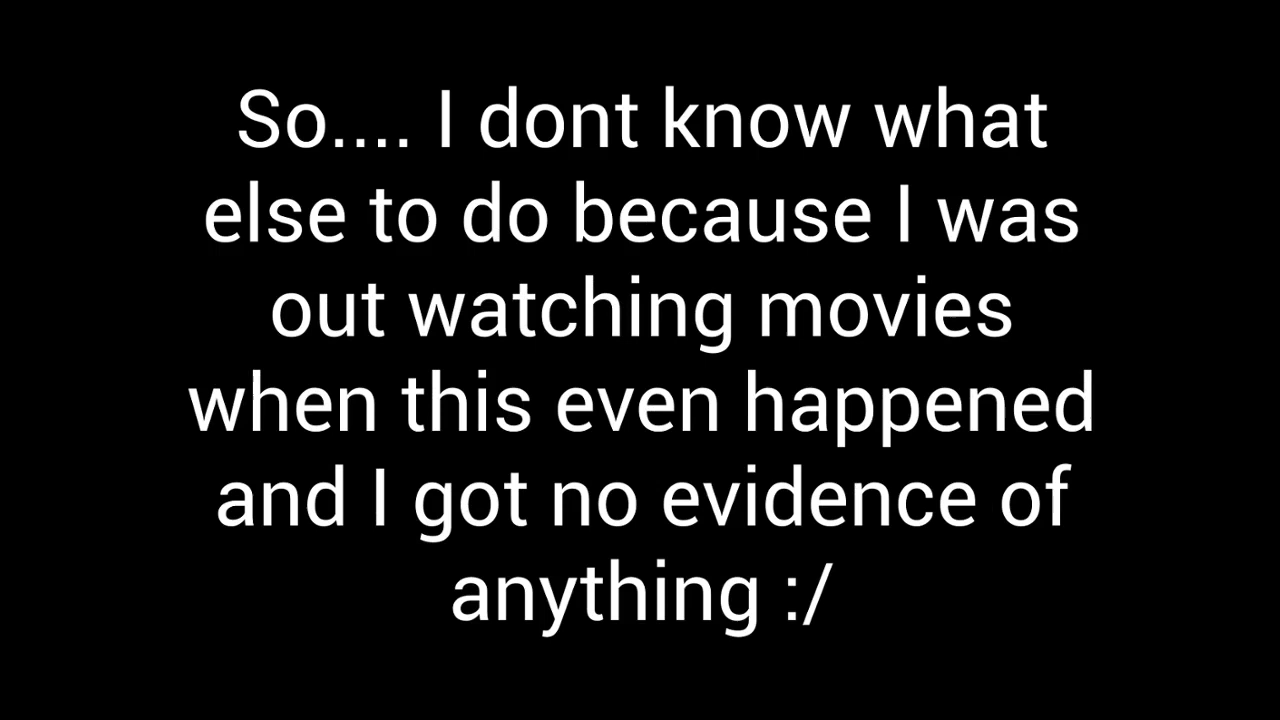 So.... I dont know what
else to do because I was
out watching movies
when this even happened
and I got no evidence of
anything :/